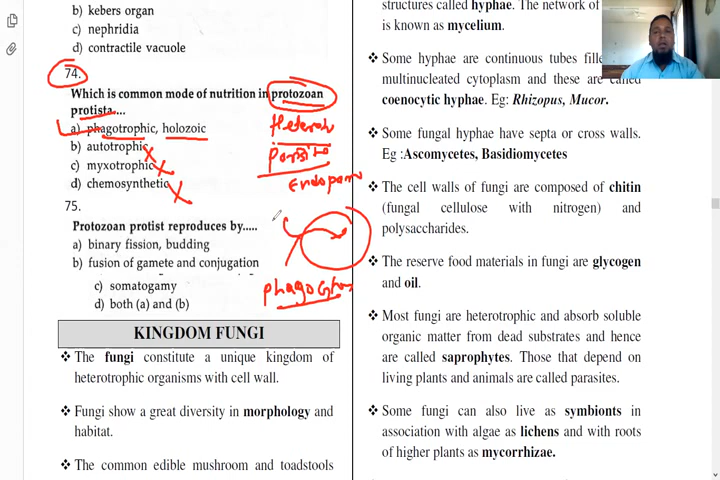 b) kebers organ
c) nephridia
d) contractile vacuole
74.
Which is common mode of nutrition in protozoan
protista....
a) phagotrophic, holozoic
b) autotrophic
c) myxotrophic
d) chemosynthetic
75.
Protozoan protist reproduces by.....
a) binary fission, budding
b) fusion of gamete and conjugation
c) somatogamy
d) both (a) and (b)
KINGDOM FUNGI
❖ The fungi constitute a unique kingdom of
heterotrophic organisms with cell wall.
❖ Fungi show a great diversity in morphology and
habitat.
❖ The common edible mushroom and toadstools
structures called hyphae. The network of
is known as mycelium.
❖ Some hyphae are continuous tubes fille
multinucleated cytoplasm and these are called
coenocytic hyphae. Eg: Rhizopus, Mucor.
❖ Some fungal hyphae have septa or cross walls.
Eg :Ascomycetes, Basidiomycetes
❖ The cell walls of fungi are composed of chitin
(fungal cellulose with nitrogen) and
polysaccharides.
❖ The reserve food materials in fungi are glycogen
and oil.
❖ Most fungi are heterotrophic and absorb soluble
organic matter from dead substrates and hence
are called saprophytes. Those that depend on
living plants and animals are called parasites.
❖ Some fungi can also live as symbionts in
association with algae as lichens and with roots
of higher plants as mycorrhizae.